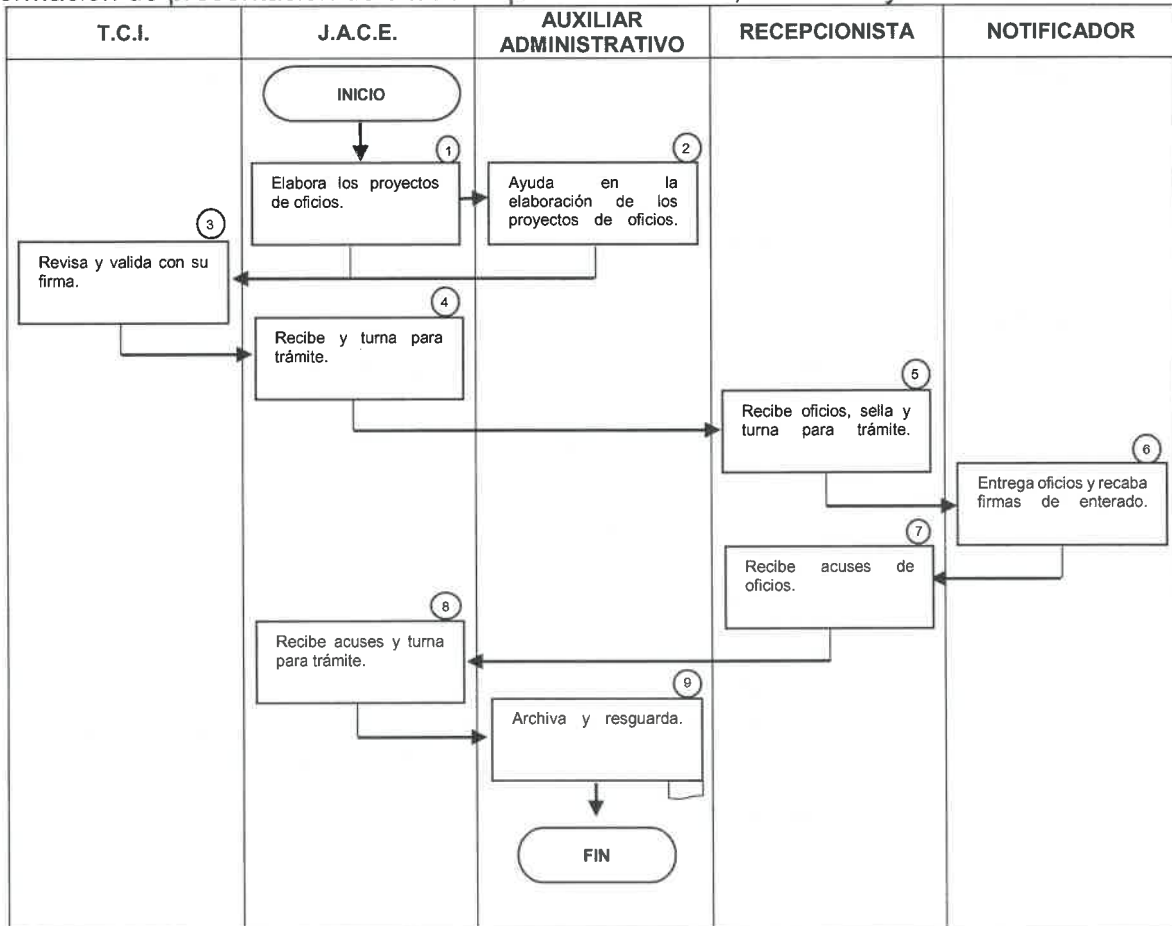 T.C.I.
J.A.C.E.
AUXILIAR
ADMINISTRATIVO
RECEPCIONISTA
NOTIFICADOR
INICIO
1
Elabora los proyectos
de oficios.
2
Ayuda en la
elaboración de los
proyectos de oficios.
3
Revisa y valida con su
firma.
4
Recibe y turna para
trámite.
5
Recibe oficios, sella y
turna para trámite.
6
Entrega oficios y recaba
firmas de enterado.
7
Recibe acuses de
oficios.
8
Recibe acuses y turna
para trámite.
9
Archiva y resguarda.
FIN